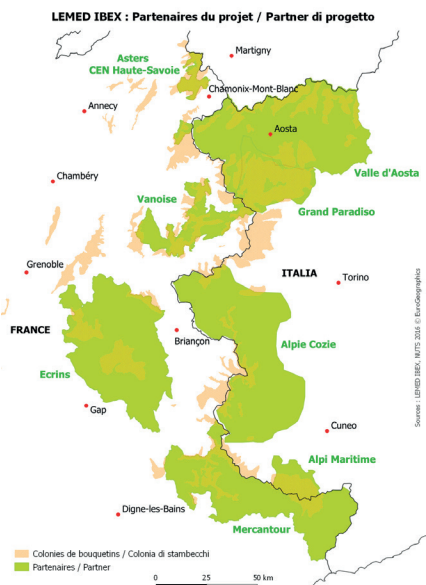 LEMED IBEX : Partenaires du projet / Partner di progetto
Martigny
Asters
CEN Haute-Savoie
Chamonix-Mont-Blanc
Annecy
Aosta
Valle d'Aosta
Chambéry
Vanoise
Grand Paradiso
Grenoble
ITALIA
Torino
FRANCE
Briançon
Alpie Cozie
Ecrins
Gap
Cuneo
Alpi Maritime
Digne-les-Bains
Mercantour
Colonies de bouquetins / Colonia di stambecchi
Partenaires / Partner
0 25 50 km
Sources : LEMED IBEX, NUTS 2016 © EuroGeographics